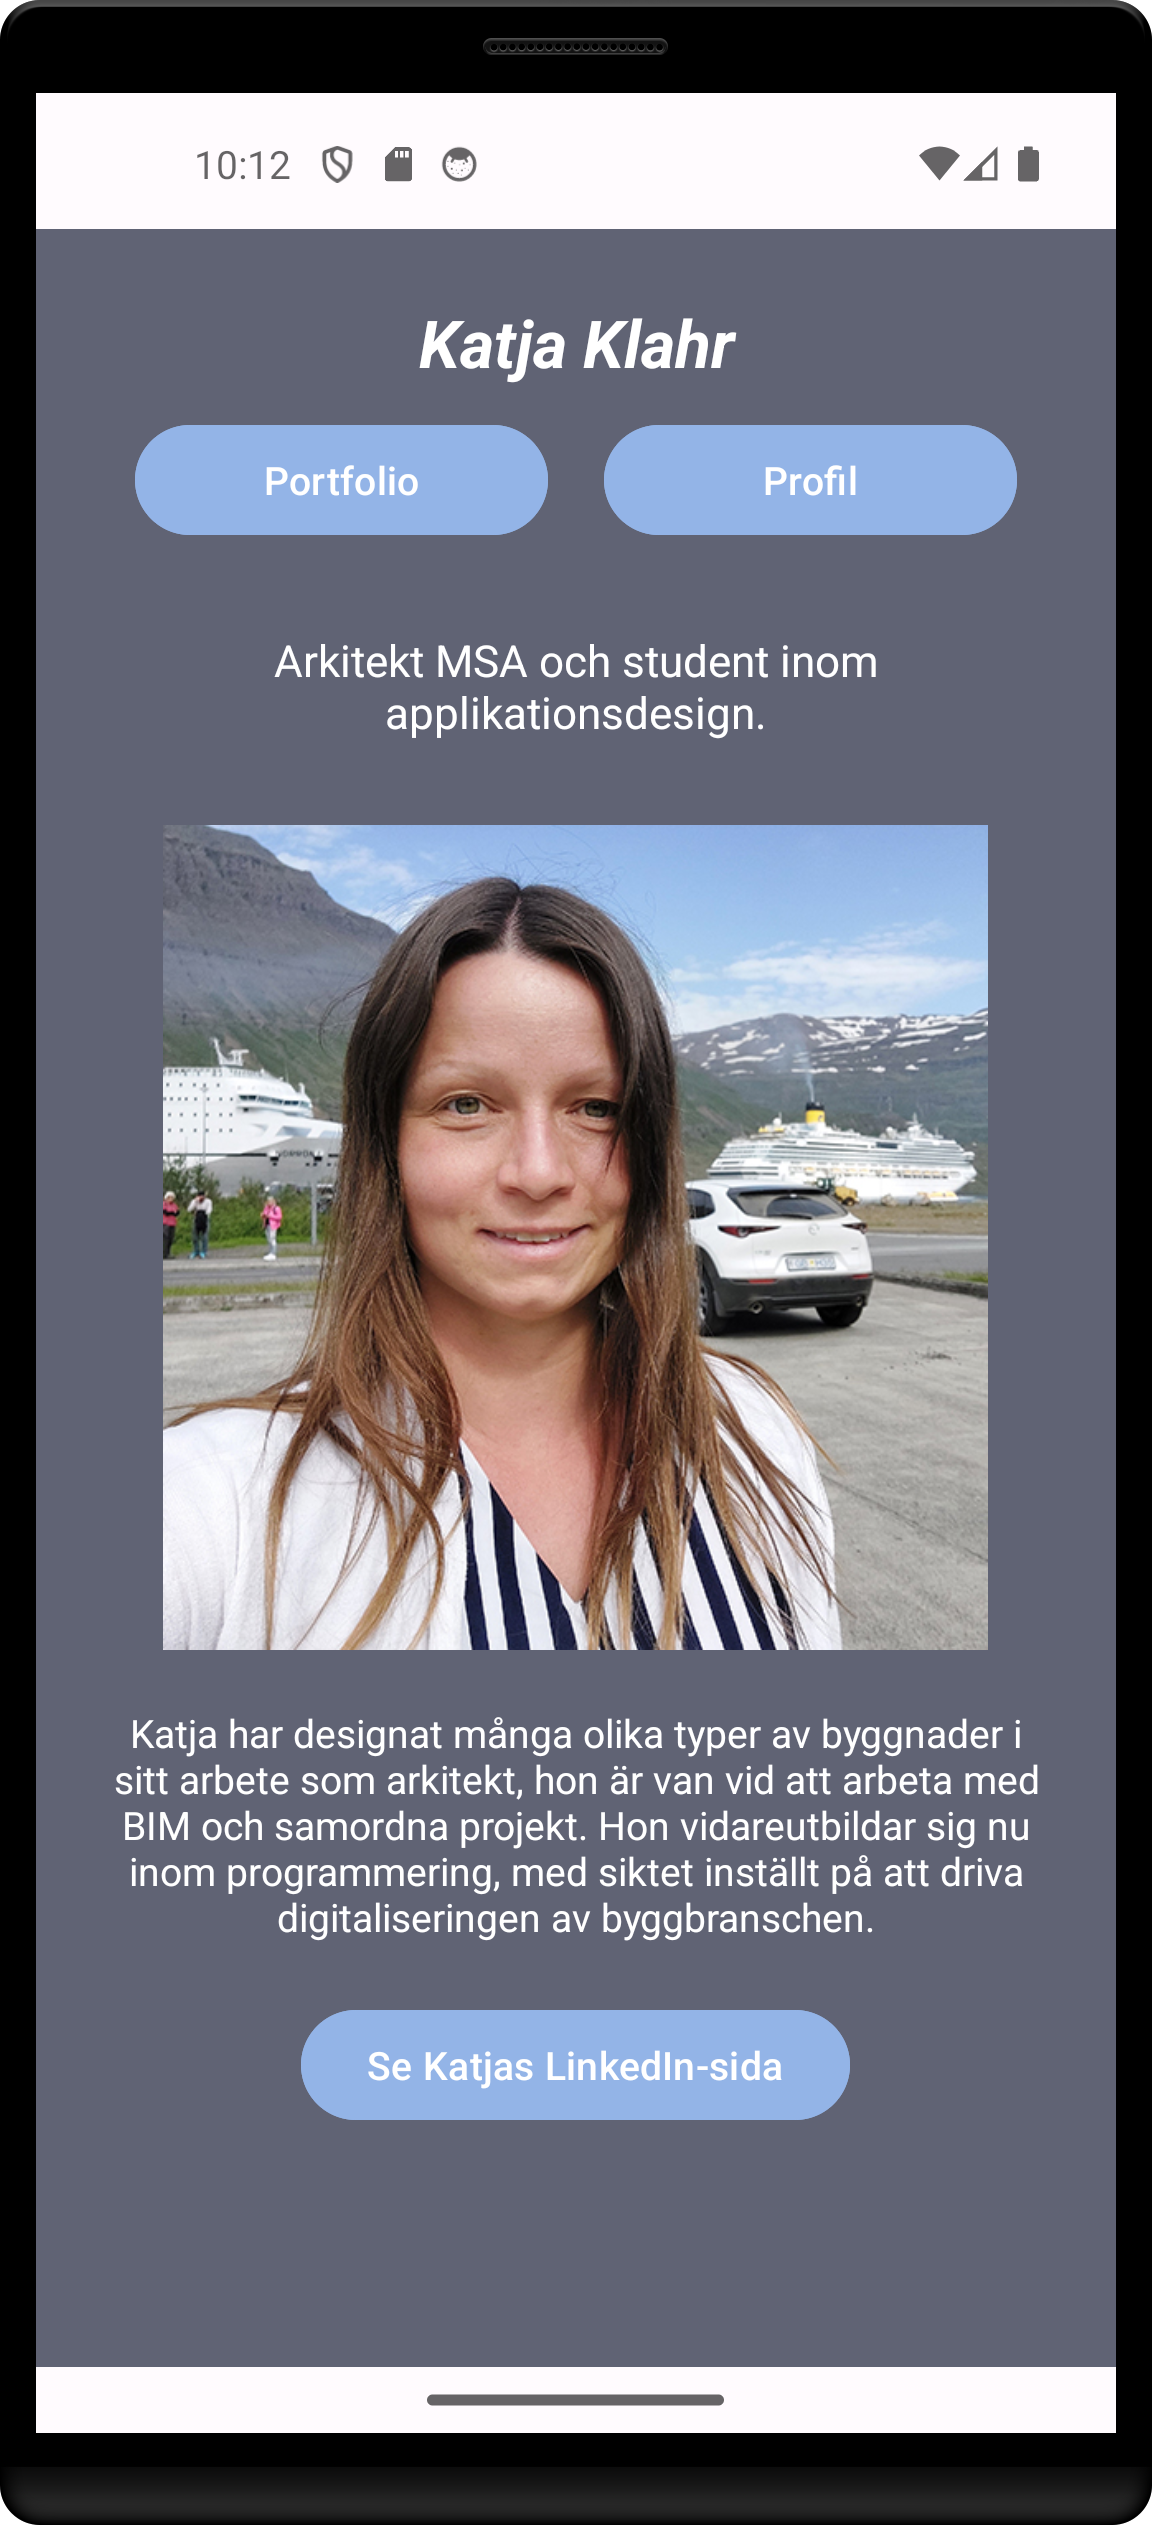 10:12
Katja Klahr
Portfolio
Profil
Arkitekt MSA och student inom
applikationsdesign.
Katja har designat många olika typer av byggnader i
sitt arbete som arkitekt, hon är van vid att arbeta med
BIM och samordna projekt. Hon vidareutbildar sig nu
inom programmering, med siktet inställt på att driva
digitaliseringen av byggbranschen.
Se Katjas LinkedIn-sida